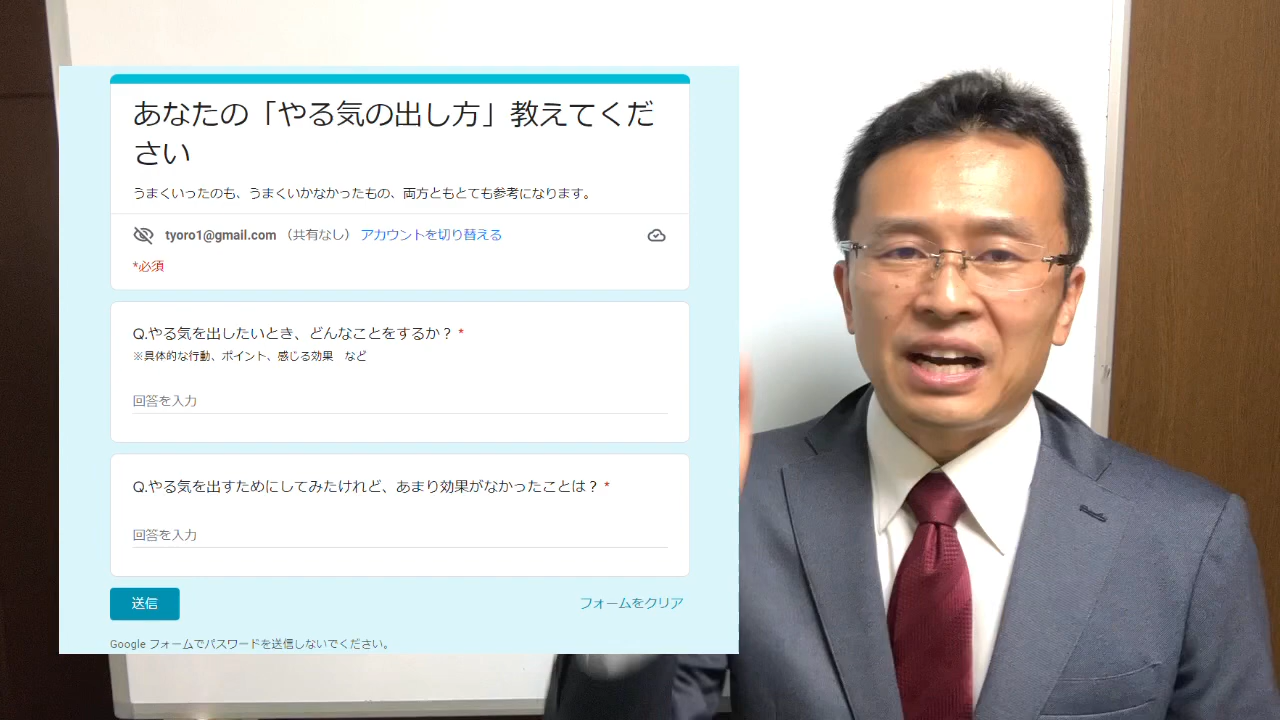 あなたの「やる気の出し方」教えてくだ
さい
うまくいったのも、うまくいかなかったもの、両方ともとても参考になります。
tyoro1@gmail.com （共有なし） アカウントを切り替える
*必須
Q.やる気を出したいとき、どんなことをするか？ *
※具体的な行動、ポイント、感じる効果　など
回答を入力
Q.やる気を出すためにしてみたけれど、あまり効果がなかったことは？ *
回答を入力
送信 フォームをクリア
Google フォームでパスワードを送信しないでください。